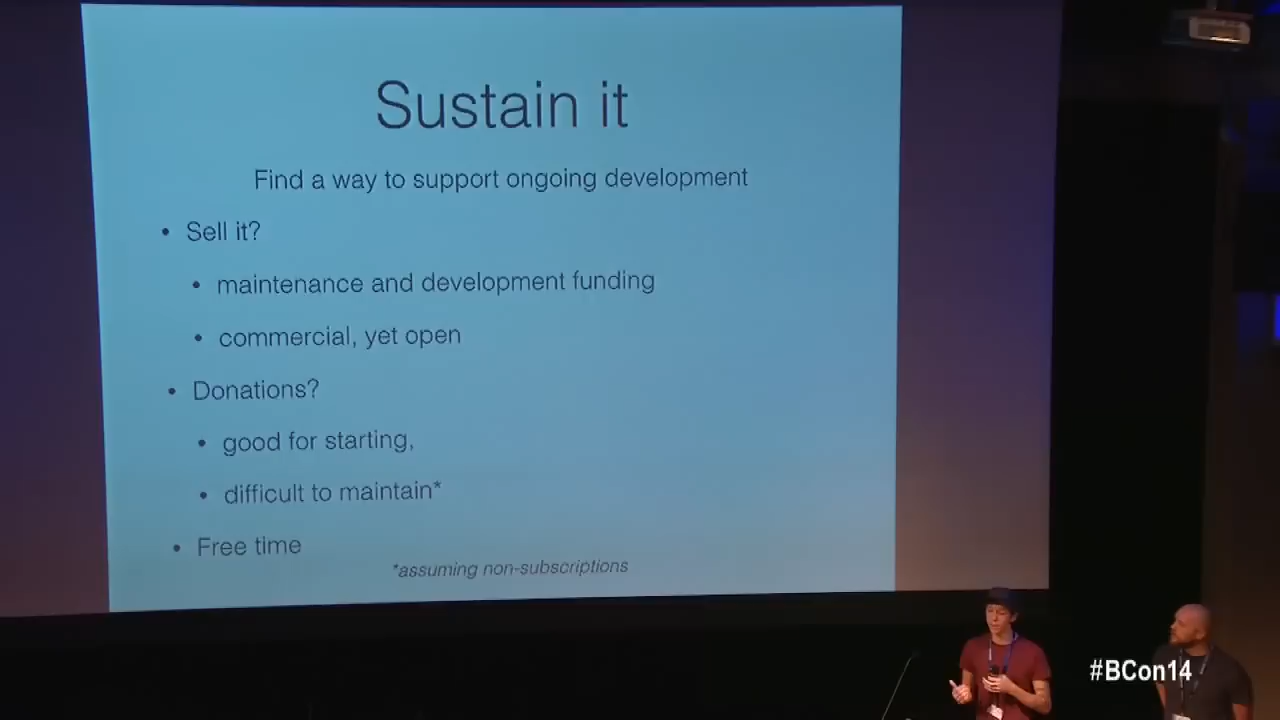 Sustain it
Find a way to support ongoing development
• Sell it?
• maintenance and development funding
• commercial, yet open
• Donations?
• good for starting,
• difficult to maintain*
• Free time
*assuming non-subscriptions
#BCon14